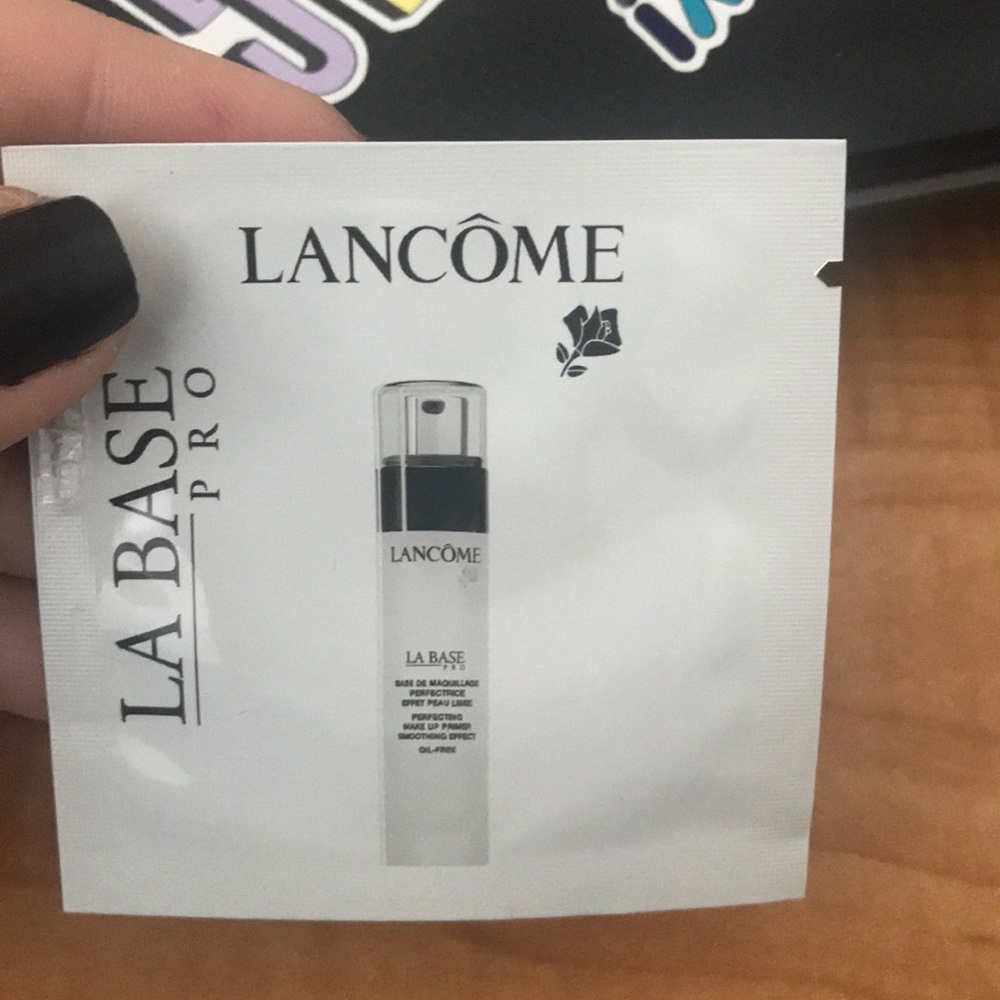 LANCÔME
LA BASE
PRO
LANCÔME
LA BASE
PRO
BASE DE MAQUILLAGE
PERFECTRICE
EFFET PEAU LISSE
PERFECTING
MAKE UP PRIMER
SMOOTHING EFFECT
OIL-FREE